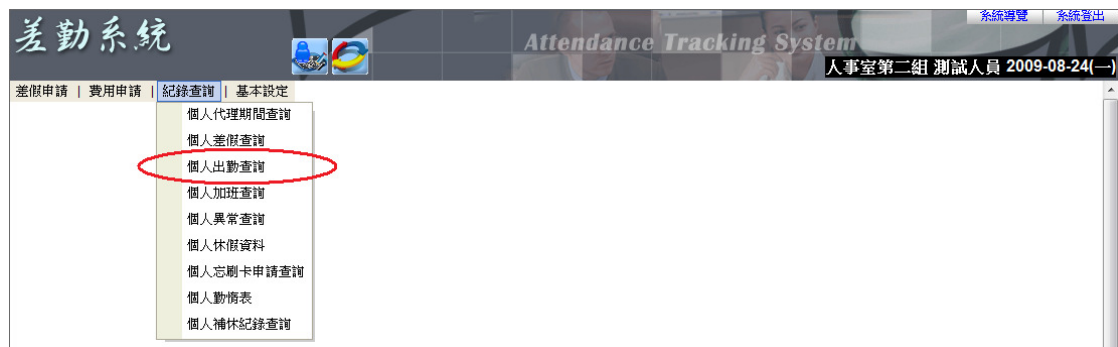 系統導覽 系統登出
差勤系統
Attendance Tracking System
人事室第二組 測試人員 2009-08-24(一)
差假申請 | 費用申請 | 紀錄查詢 | 基本設定
個人代理期間查詢
個人差假查詢
個人出勤查詢
個人加班查詢
個人異常查詢
個人休假資料
個人忘刷卡申請查詢
個人勤惰表
個人補休紀錄查詢